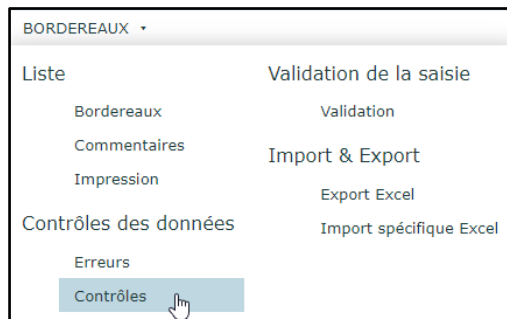 BORDEREAUX
Liste
Bordereaux
Commentaires
Impression
Contrôles des données
Erreurs
Contrôles
Validation de la saisie
Validation
Import & Export
Export Excel
Import spécifique Excel